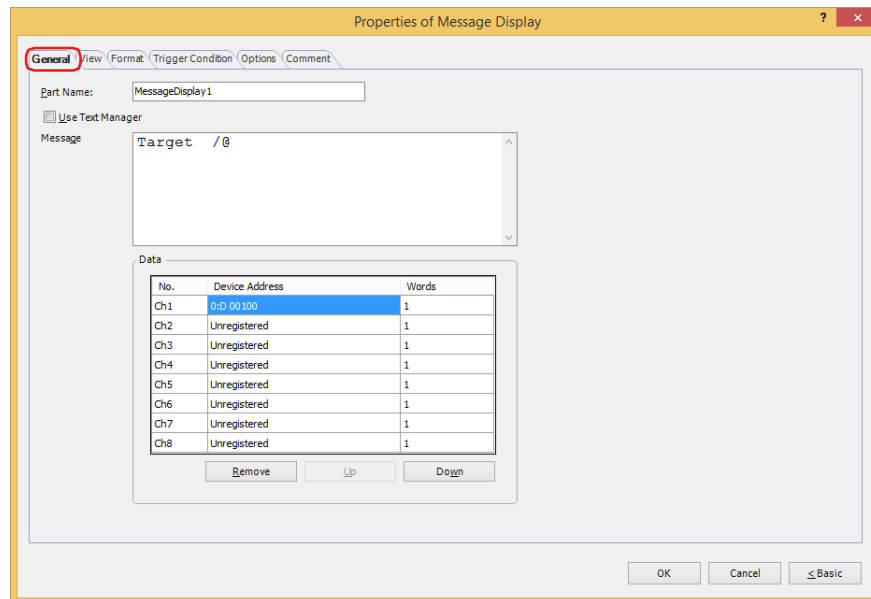 Properties of Message Display ? ×
General View Format Trigger Condition Options Comment
Part Name: MessageDisplay1
Use Text Manager
Message Target /@
Data
No. Device Address Words
Ch1 0:D 00100 1
Ch2 Unregistered 1
Ch3 Unregistered 1
Ch4 Unregistered 1
Ch5 Unregistered 1
Ch6 Unregistered 1
Ch7 Unregistered 1
Ch8 Unregistered 1
Remove Up Down
OK Cancel < Basic